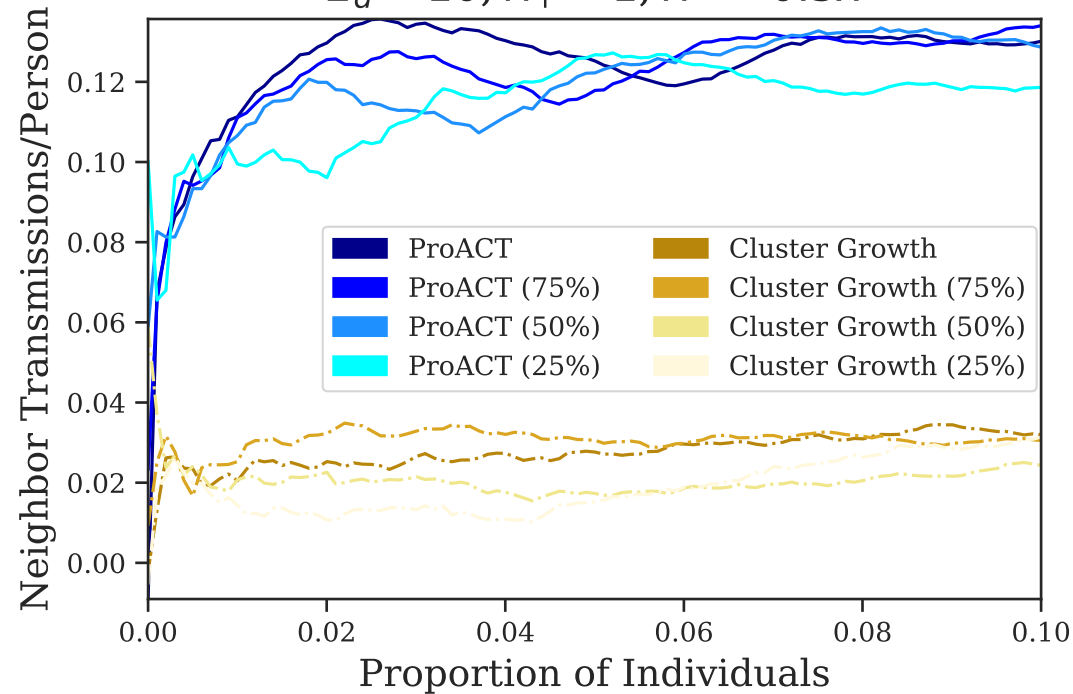 Neighbor Transmissions/Person
0.12
0.10
0.08
0.06
0.04
0.02
0.00
ProACT
ProACT (75%)
ProACT (50%)
ProACT (25%)
Cluster Growth
Cluster Growth (75%)
Cluster Growth (50%)
Cluster Growth (25%)
0.00 0.02 0.04 0.06 0.08 0.10
Proportion of Individuals